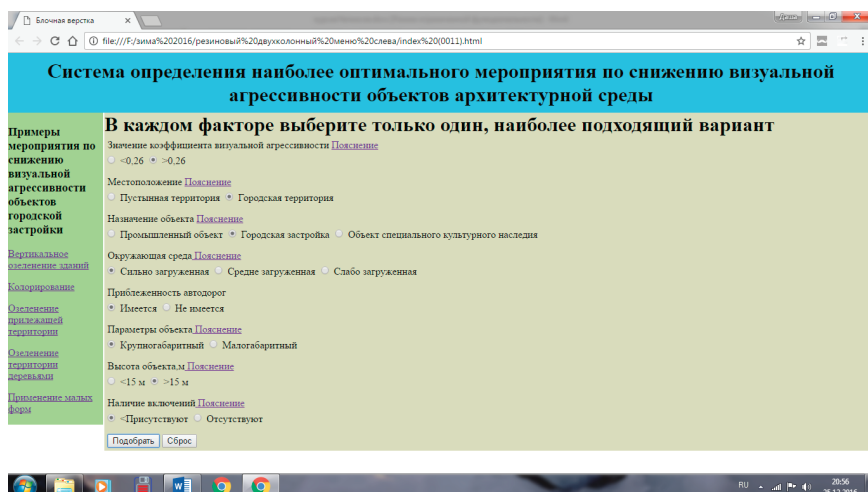 Блочная верстка
file:///F:/зима%202016/резиновый%20двухколонный%20меню%20слева/index%20(0011).html
Система определения наиболее оптимального мероприятия по снижению визуальной
агрессивности объектов архитектурной среды
Примеры
мероприятия по
снижению
визуальной
агрессивности
объектов
городской
застройки
Вертикальное
озеленение зданий
Колорирование
Озеленение
прилежащей
территории
Озеленение
территории
деревьями
Применение малых
форм
В каждом факторе выберите только один, наиболее подходящий вариант
Значение коэффициента визуальной агрессивности Пояснение
<0,26 >0,26
Местоположение Пояснение
Пустынная территория Городская территория
Назначение объекта Пояснение
Промышленный объект Городская застройка Объект специального культурного наследия
Окружающая среда Пояснение
Сильно загруженная Средне загруженная Слабо загруженная
Приближенность автодорог
Имеется Не имеется
Параметры объекта Пояснение
Крупногабаритный Малогабаритный
Высота объекта,м Пояснение
<15 м >15 м
Наличие включений Пояснение
<Присутствуют Отсутствуют
Подобрать Сброс
RU 20:56
25.12.2016